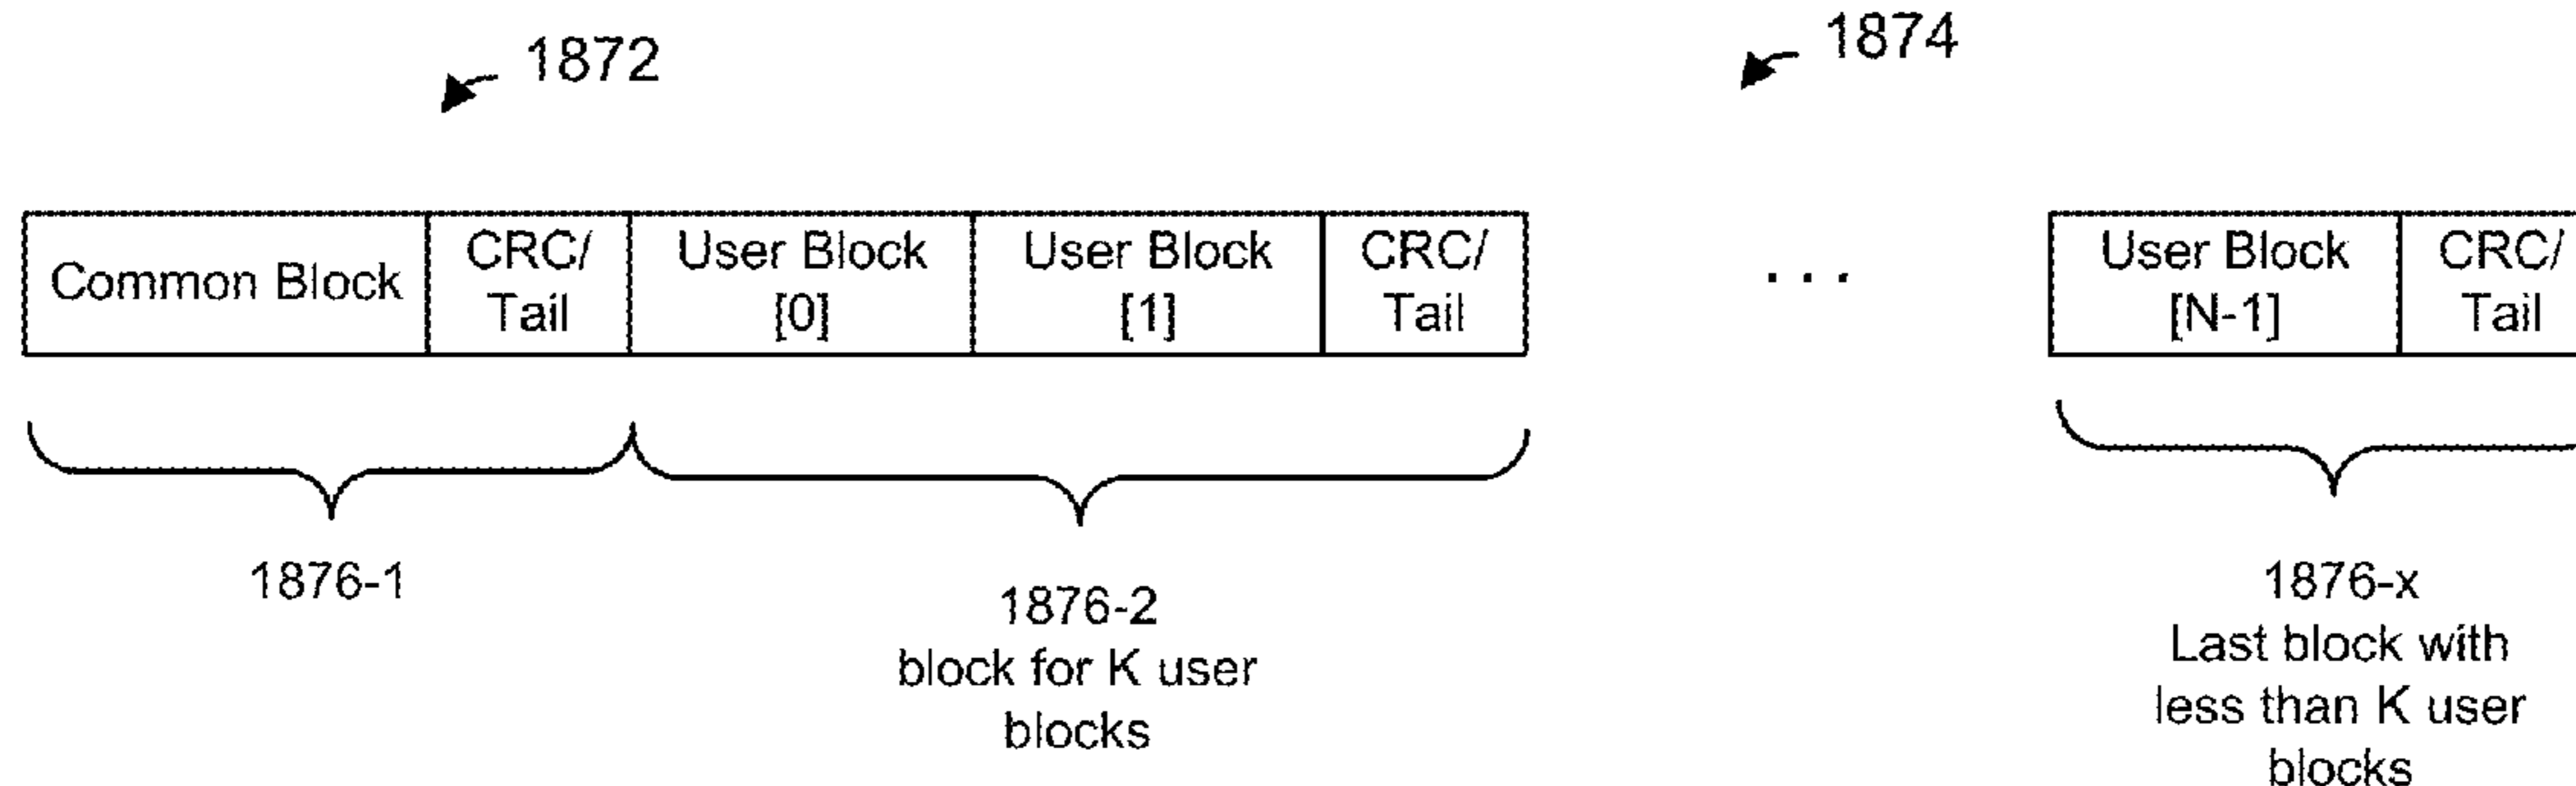 1872
1874
Common Block
CRC/
Tail
User Block
[0]
User Block
[1]
CRC/
Tail
. . .
User Block
[N-1]
CRC/
Tail
1876-1
1876-2
block for K user
blocks
1876-x
Last block with
less than K user
blocks